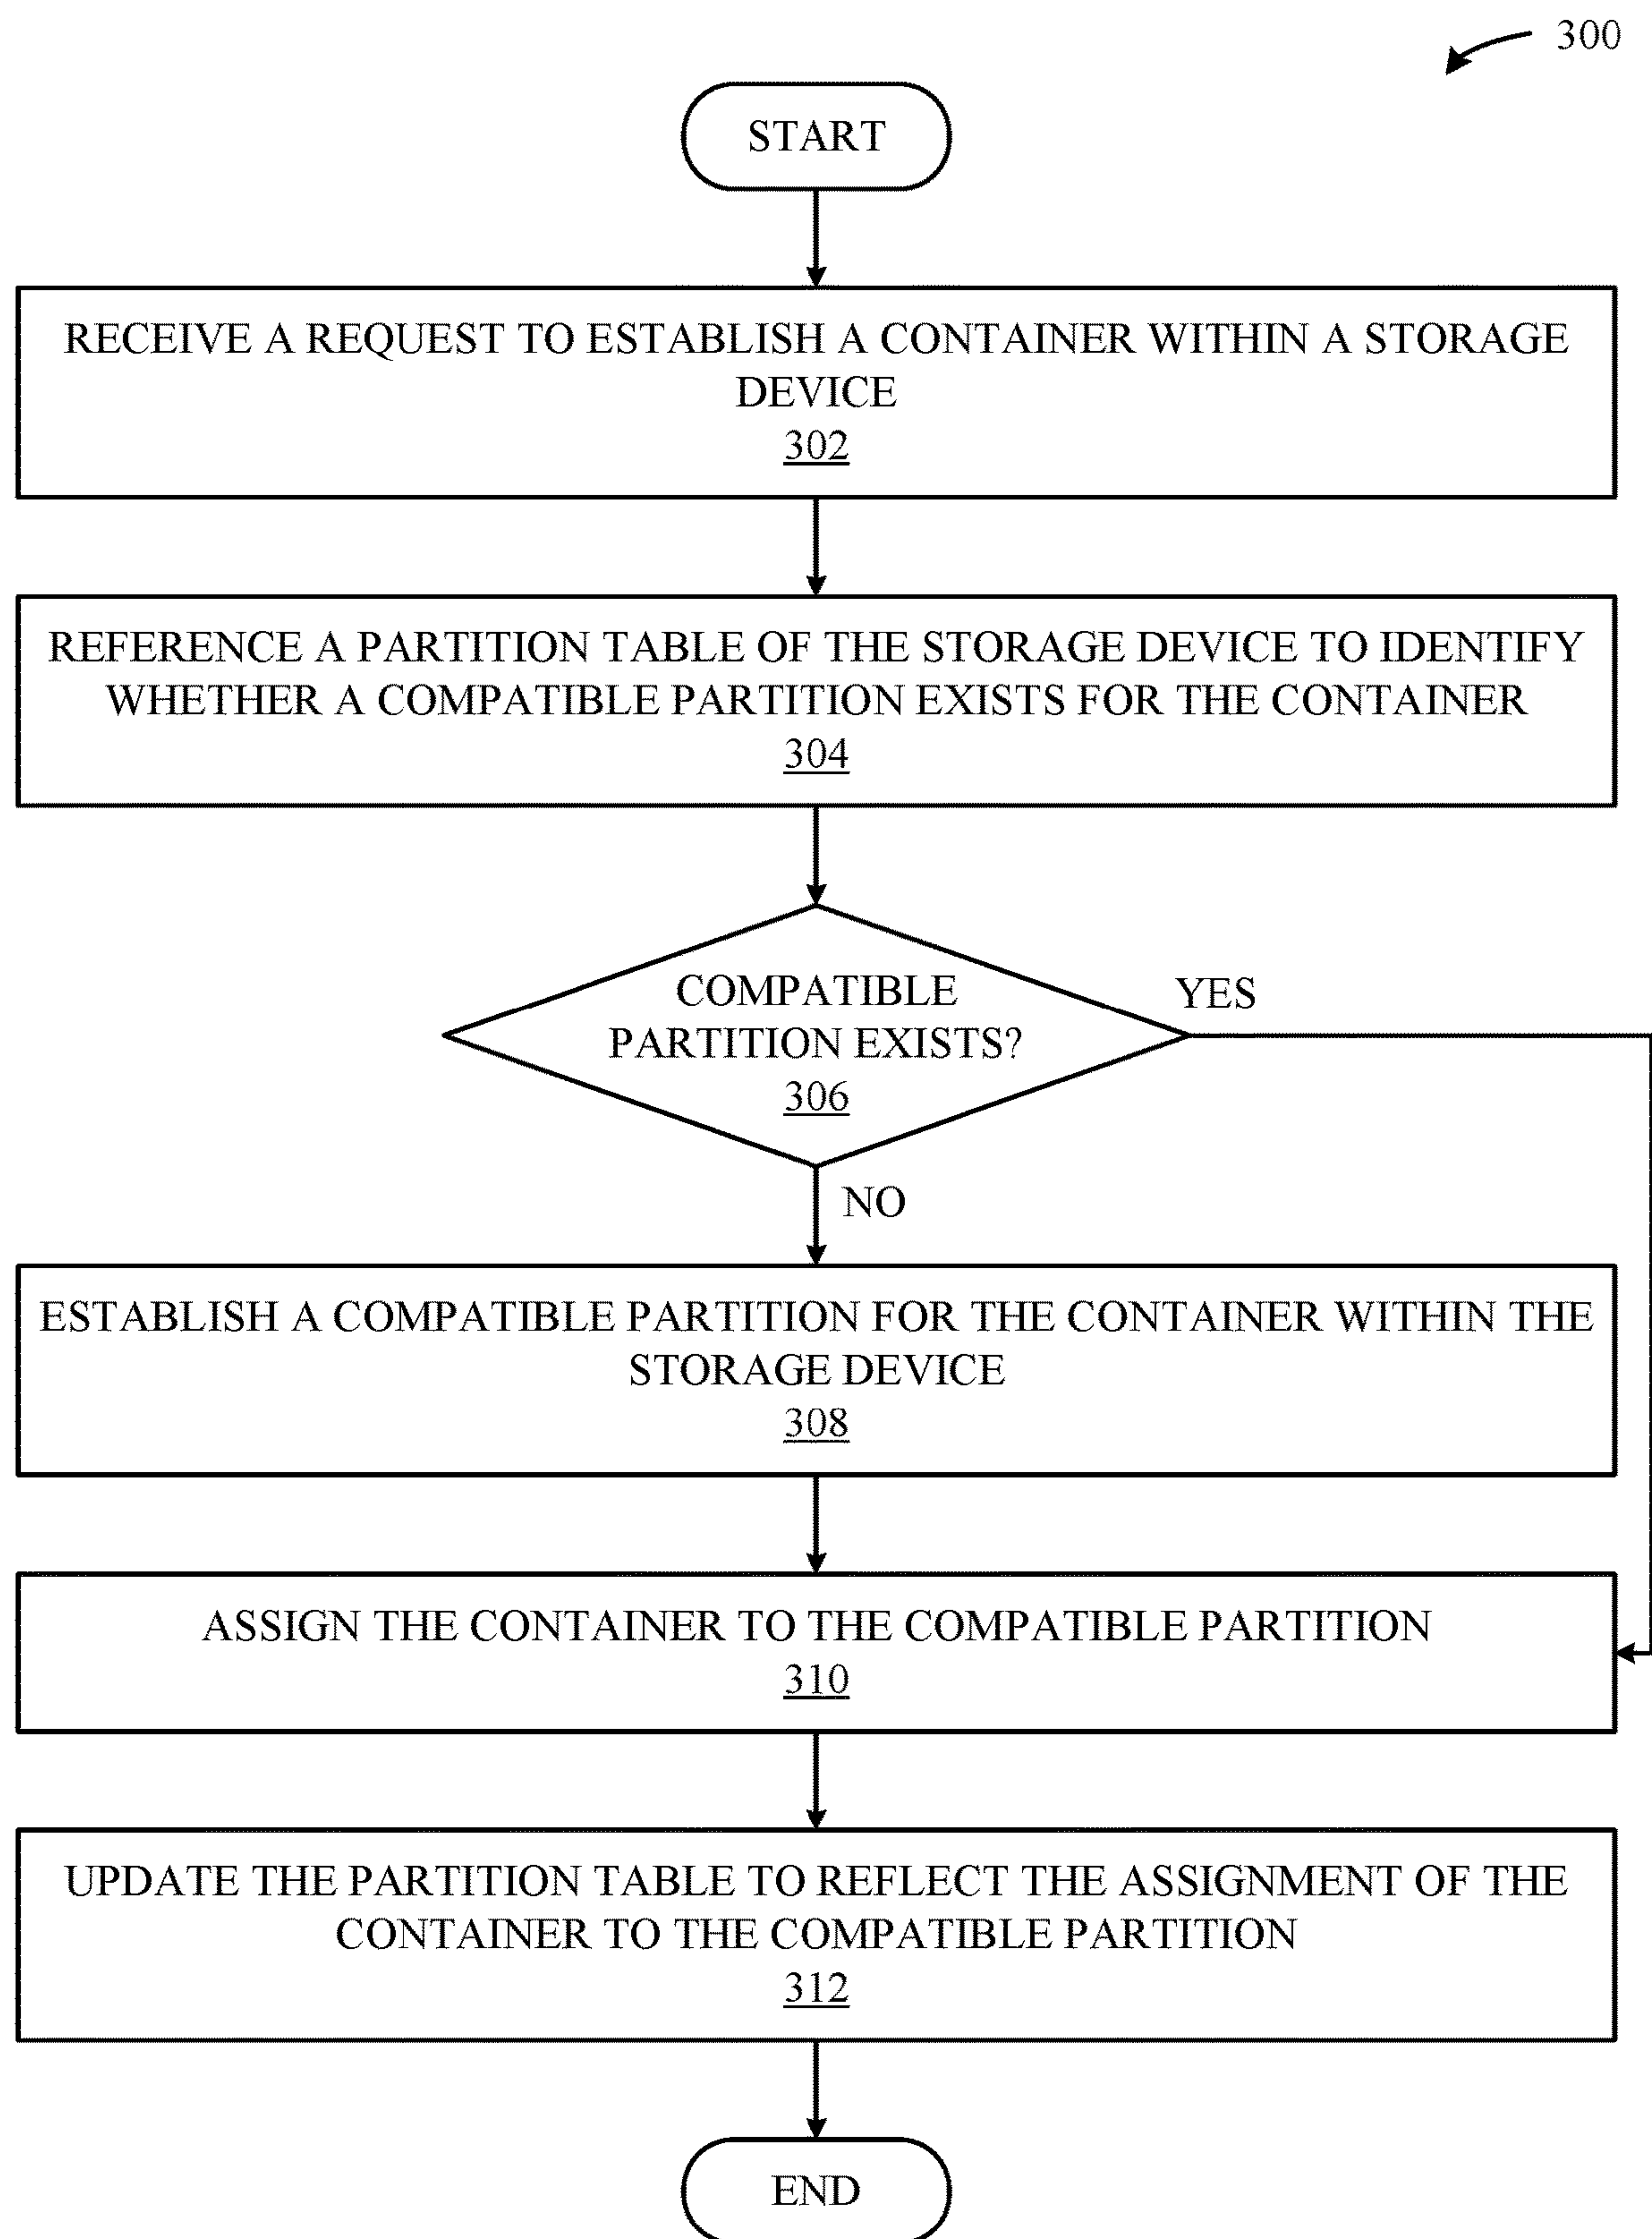 300
START
RECEIVE A REQUEST TO ESTABLISH A CONTAINER WITHIN A STORAGE
DEVICE
302
REFERENCE A PARTITION TABLE OF THE STORAGE DEVICE TO IDENTIFY
WHETHER A COMPATIBLE PARTITION EXISTS FOR THE CONTAINER
304
COMPATIBLE
PARTITION EXISTS?
306
YES
NO
ESTABLISH A COMPATIBLE PARTITION FOR THE CONTAINER WITHIN THE
STORAGE DEVICE
308
ASSIGN THE CONTAINER TO THE COMPATIBLE PARTITION
310
UPDATE THE PARTITION TABLE TO REFLECT THE ASSIGNMENT OF THE
CONTAINER TO THE COMPATIBLE PARTITION
312
END